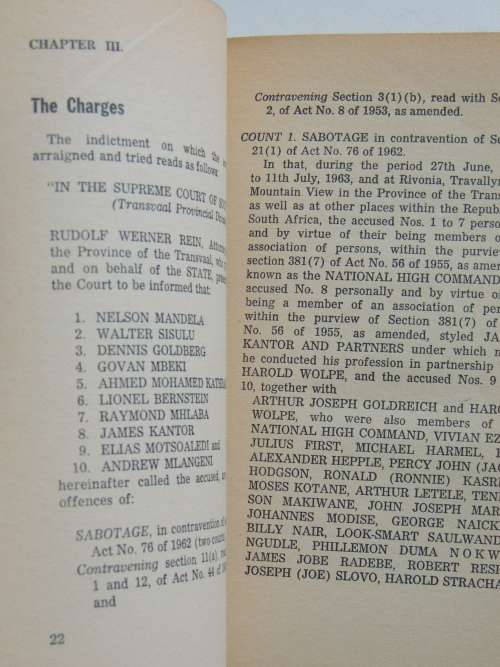 CHAPTER III.
The Charges
The indictment on which the
arraigned and tried reads as follows
"IN THE SUPREME COURT OF
(Transvaal Provincial
RUDOLF WERNER REIN,
the Province of the Transvaal,
and on behalf of the STATE,
the Court to be informed that:
1. NELSON MANDELA
2. WALTER SISULU
3. DENNIS GOLDBERG
4. GOVAN MBEKI
5. AHMED MOHAMED
6. LIONEL BERNSTEIN
7. RAYMOND MHLABA
8. JAMES KANTOR
9. ELIAS MOTSOALEDI and
10. ANDREW MLANGENI
hereinafter called the accused,
offences of:
SABOTAGE, in contravention of
Act No. 76 of 1962 (two
Contravening section 11(a),
1 and 12, of Act No. 44 of
and
22
Contravening Section 3(1)(b), read with
2, of Act No. 8 of 1953, as amended.
COUNT 1. SABOTAGE in contravention of
21(1) of Act No. 76 of 1962.
In that, during the period 27th June,
to 11th July, 1963, and at Rivonia,
Mountain View in the Province of the
as well as at other places within the
South Africa, the accused Nos. 1 to 7
and by virtue of their being members
association of persons, within the
section 381(7) of Act No. 56 of 1955, as
known as the NATIONAL HIGH
accused No. 8 personally and by virtue
being a member of an association of
within the purview of Section 381(7) of
No. 56 of 1955, as amended, styled
KANTOR AND PARTNERS under which
he conducted his profession in partnership
HAROLD WOLPE, and the accused Nos. 9
10, together with
ARTHUR JOSEPH GOLDREICH and
WOLPE, who were also members of
NATIONAL HIGH COMMAND, VIVIAN
JULIUS FIRST, MICHAEL HARMEL,
ALEXANDER HEPPLE, PERCY JOHN
HODGSON, RONALD (RONNIE)
MOSES KOTANE, ARTHUR LETELE,
SON MAKIWANE, JOHN JOSEPH
JOHANNES MODISE, GEORGE
BILLY NAIR, LOOK-SMART
NGUDLE, PHILLEMON DUMA
JAMES JOBE RADEBE, ROBERT
JOSEPH (JOE) SLOVO, HAROLD